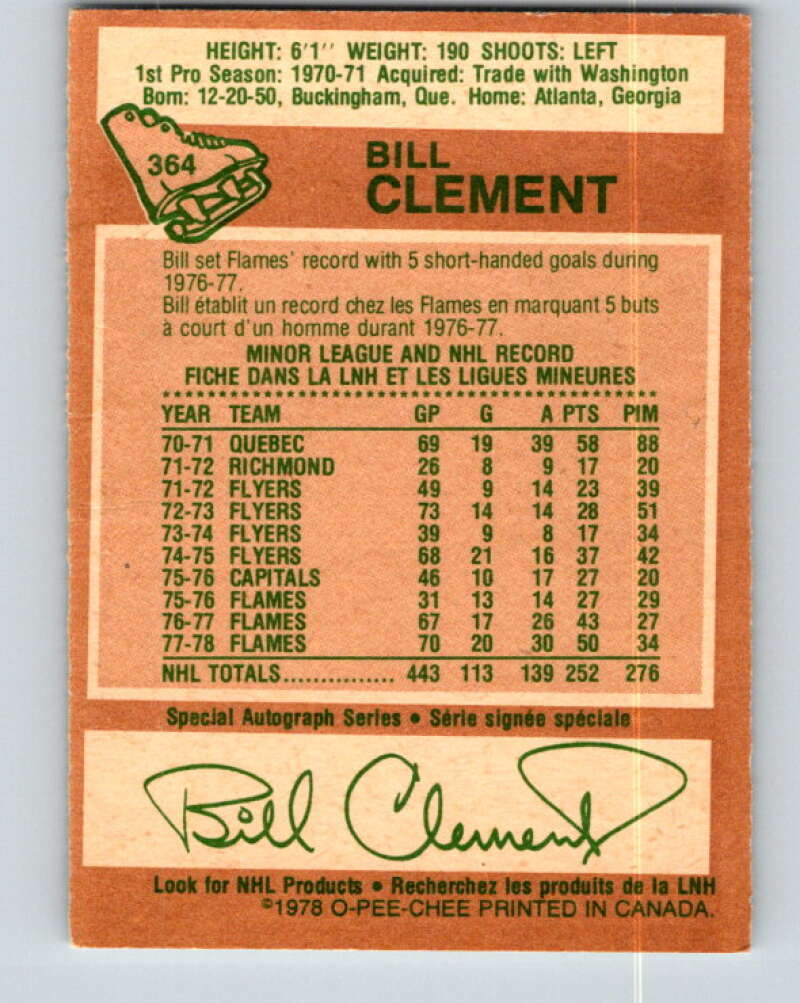 HEIGHT: 6'1'' WEIGHT: 190 SHOOTS: LEFT
1st Pro Season: 1970-71 Acquired: Trade with Washington
Born: 12-20-50, Buckingham, Que. Home: Atlanta, Georgia
364
BILL
CLEMENT
Bill set Flames' record with 5 short-handed goals during
1976-77.
Bill établit un record chez les Flames en marquant 5 buts
à court d'un homme durant 1976-77.
MINOR LEAGUE AND NHL RECORD
FICHE DANS LA LNH ET LES LIGUES MINEURES
YEAR TEAM GP G A PTS PIM
70-71 QUEBEC 69 19 39 58 88
71-72 RICHMOND 26 8 9 17 20
71-72 FLYERS 49 9 14 23 39
72-73 FLYERS 73 14 14 28 51
73-74 FLYERS 39 9 8 17 34
74-75 FLYERS 68 21 16 37 42
75-76 CAPITALS 46 10 17 27 20
75-76 FLAMES 31 13 14 27 29
76-77 FLAMES 67 17 26 43 27
77-78 FLAMES 70 20 30 50 34
NHL TOTALS............... 443 113 139 252 276
Special Autograph Series • Série signée spéciale
Bill Clement
Look for NHL Products • Recherchez les produits de la LNH
©1978 O-PEE-CHEE PRINTED IN CANADA.